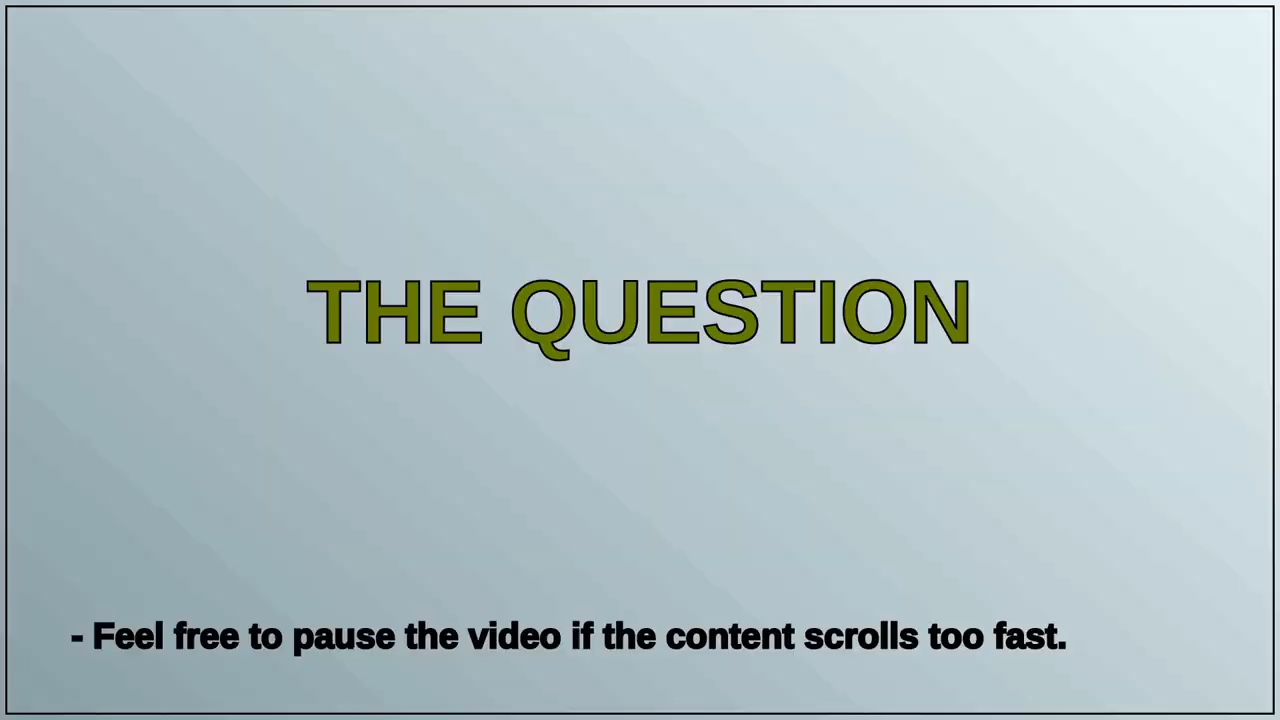 THE QUESTION
- Feel free to pause the video if the content scrolls too fast.